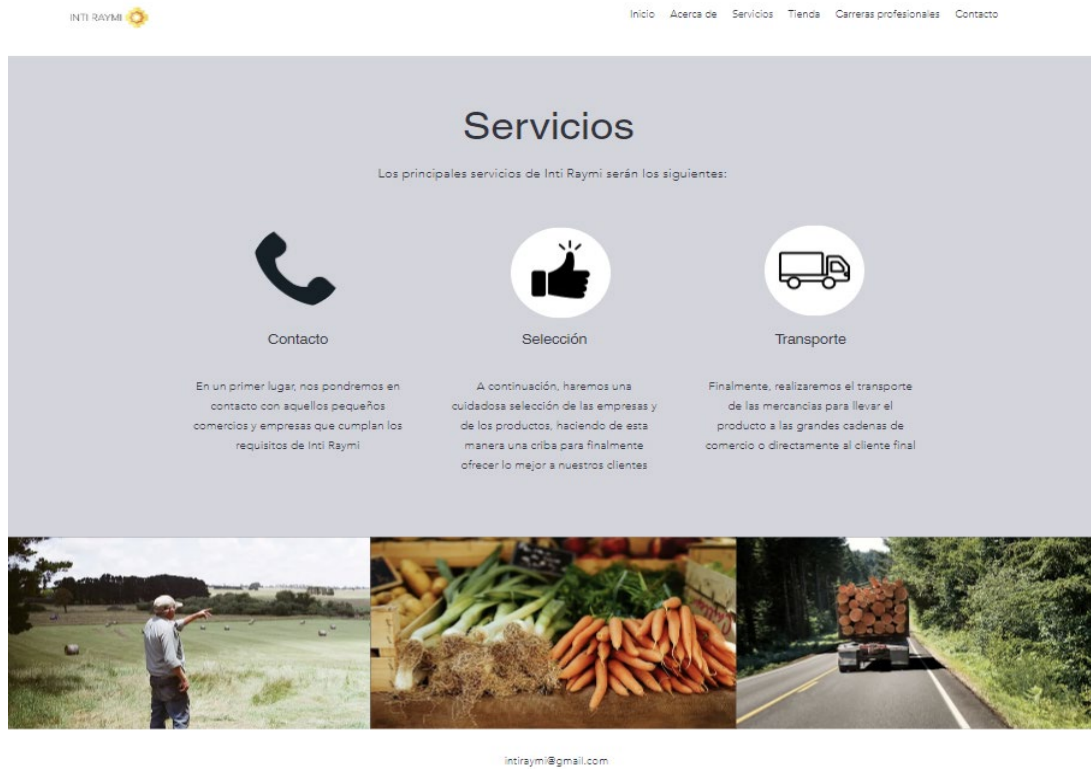 INTI RAYMI
Inicio Acerca de Servicios Tienda Carreras profesionales Contacto
Servicios
Los principales servicios de Inti Raymi serán los siguientes:
Contacto
En un primer lugar, nos pondremos en
contacto con aquellos pequeños
comercios y empresas que cumplan los
requisitos de Inti Raymi
Selección
A continuación, haremos una
cuidadosa selección de las empresas y
de los productos, haciendo de esta
manera una criba para finalmente
ofrecer lo mejor a nuestros clientes
Transporte
Finalmente, realizaremos el transporte
de las mercancias para llevar el
producto a las grandes cadenas de
comercio o directamente al cliente final
intiraymi@gmail.com